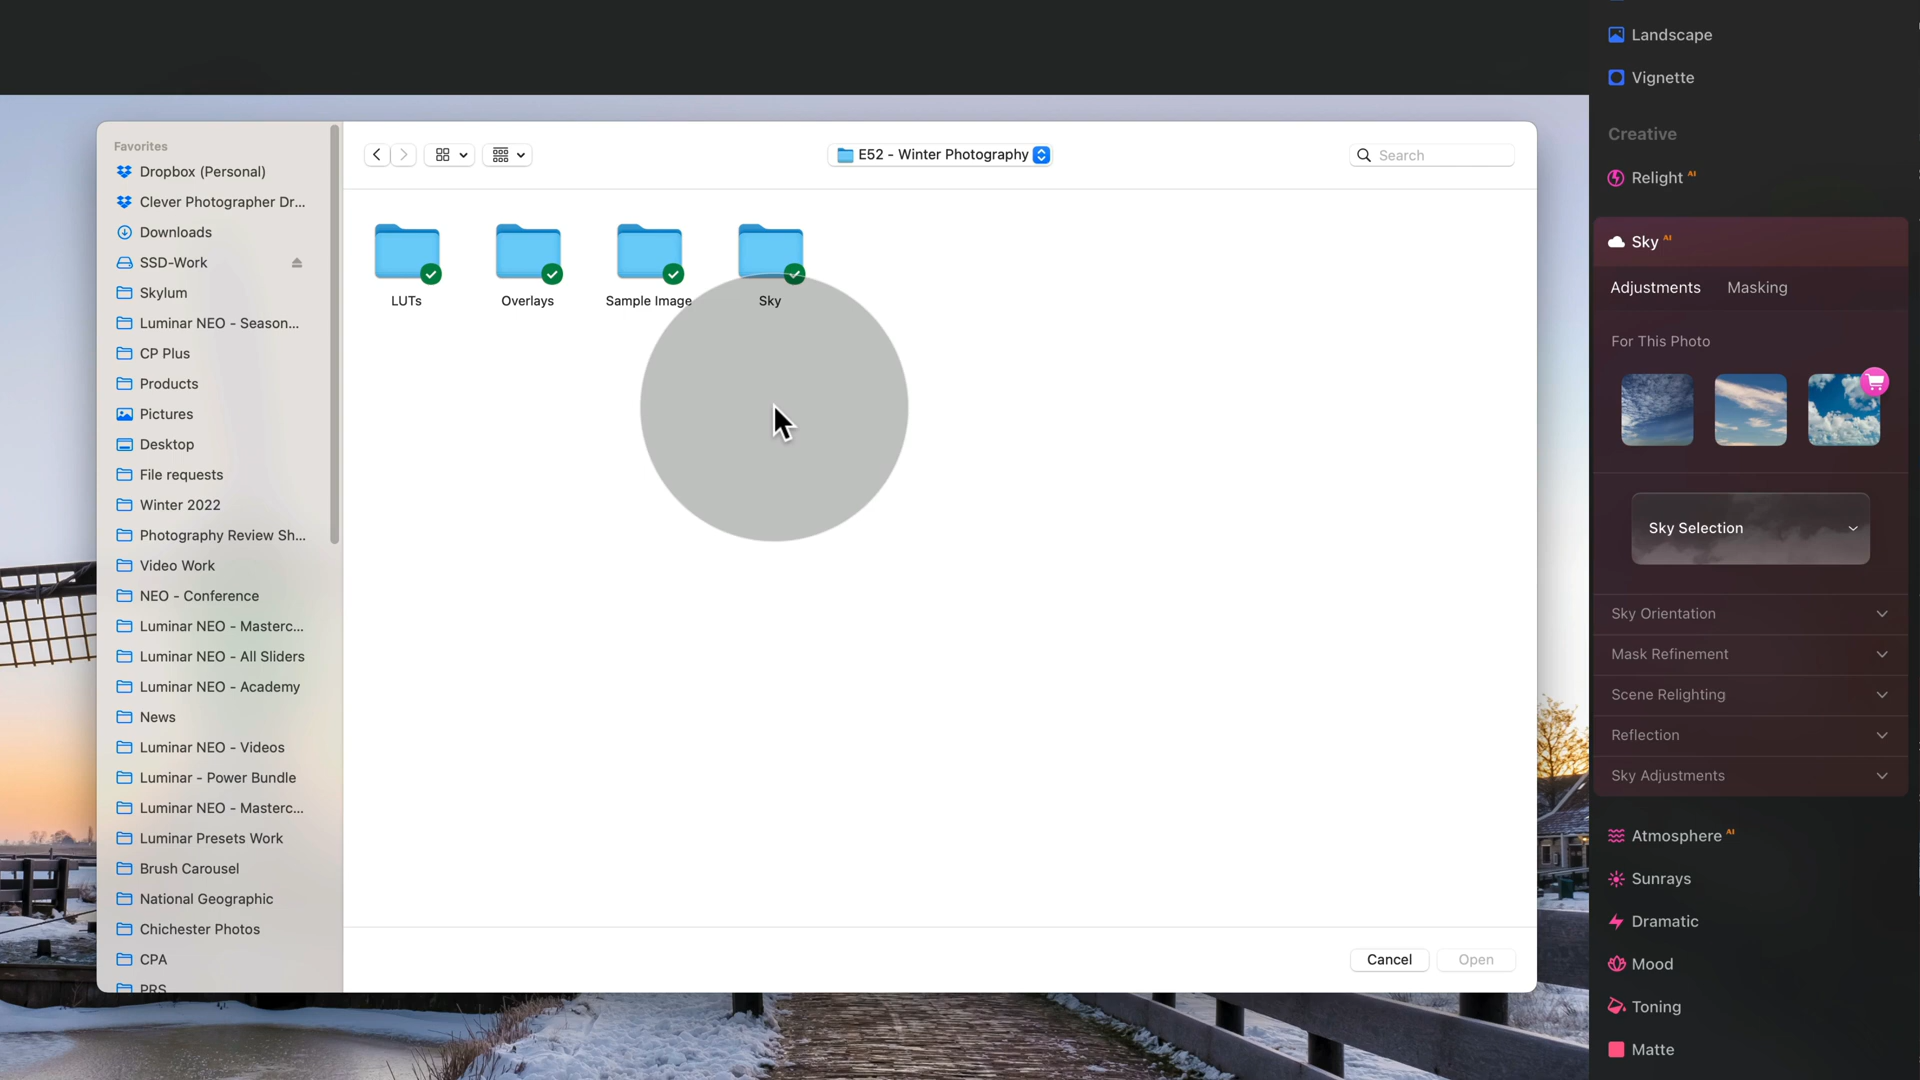 Favorites
Dropbox (Personal)
Clever Photographer Dr...
Downloads
SSD-Work
Skylum
Luminar NEO - Season...
CP Plus
Products
Pictures
Desktop
File requests
Winter 2022
Photography Review Sh...
Video Work
NEO - Conference
Luminar NEO - Masterc...
Luminar NEO - All Sliders
Luminar NEO - Academy
News
Luminar NEO - Videos
Luminar - Power Bundle
Luminar NEO - Masterc...
Luminar Presets Work
Brush Carousel
National Geographic
Chichester Photos
CPA
PRS
E52 - Winter Photography
Search
LUTs
Overlays
Sample Image
Sky
Cancel
Open
Landscape
Vignette
Creative
Relight AI
Sky AI
Adjustments
Masking
For This Photo
Sky Selection
Sky Orientation
Mask Refinement
Scene Relighting
Reflection
Sky Adjustments
Atmosphere AI
Sunrays
Dramatic
Mood
Toning
Matte